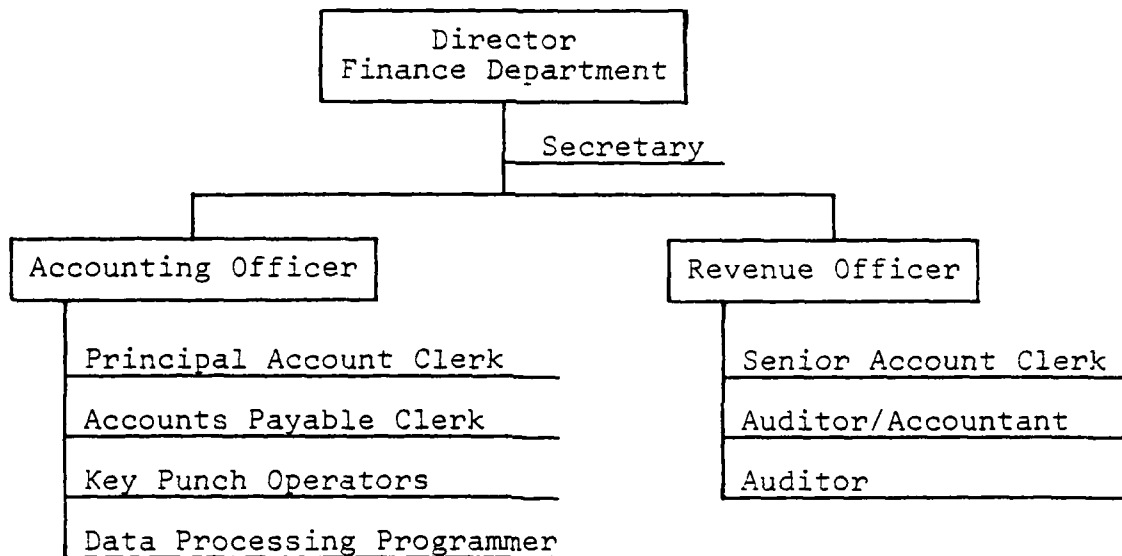 Director
Finance Department
Secretary
Accounting Officer
Revenue Officer
Principal Account Clerk
Accounts Payable Clerk
Key Punch Operators
Data Processing Programmer
Senior Account Clerk
Auditor/Accountant
Auditor